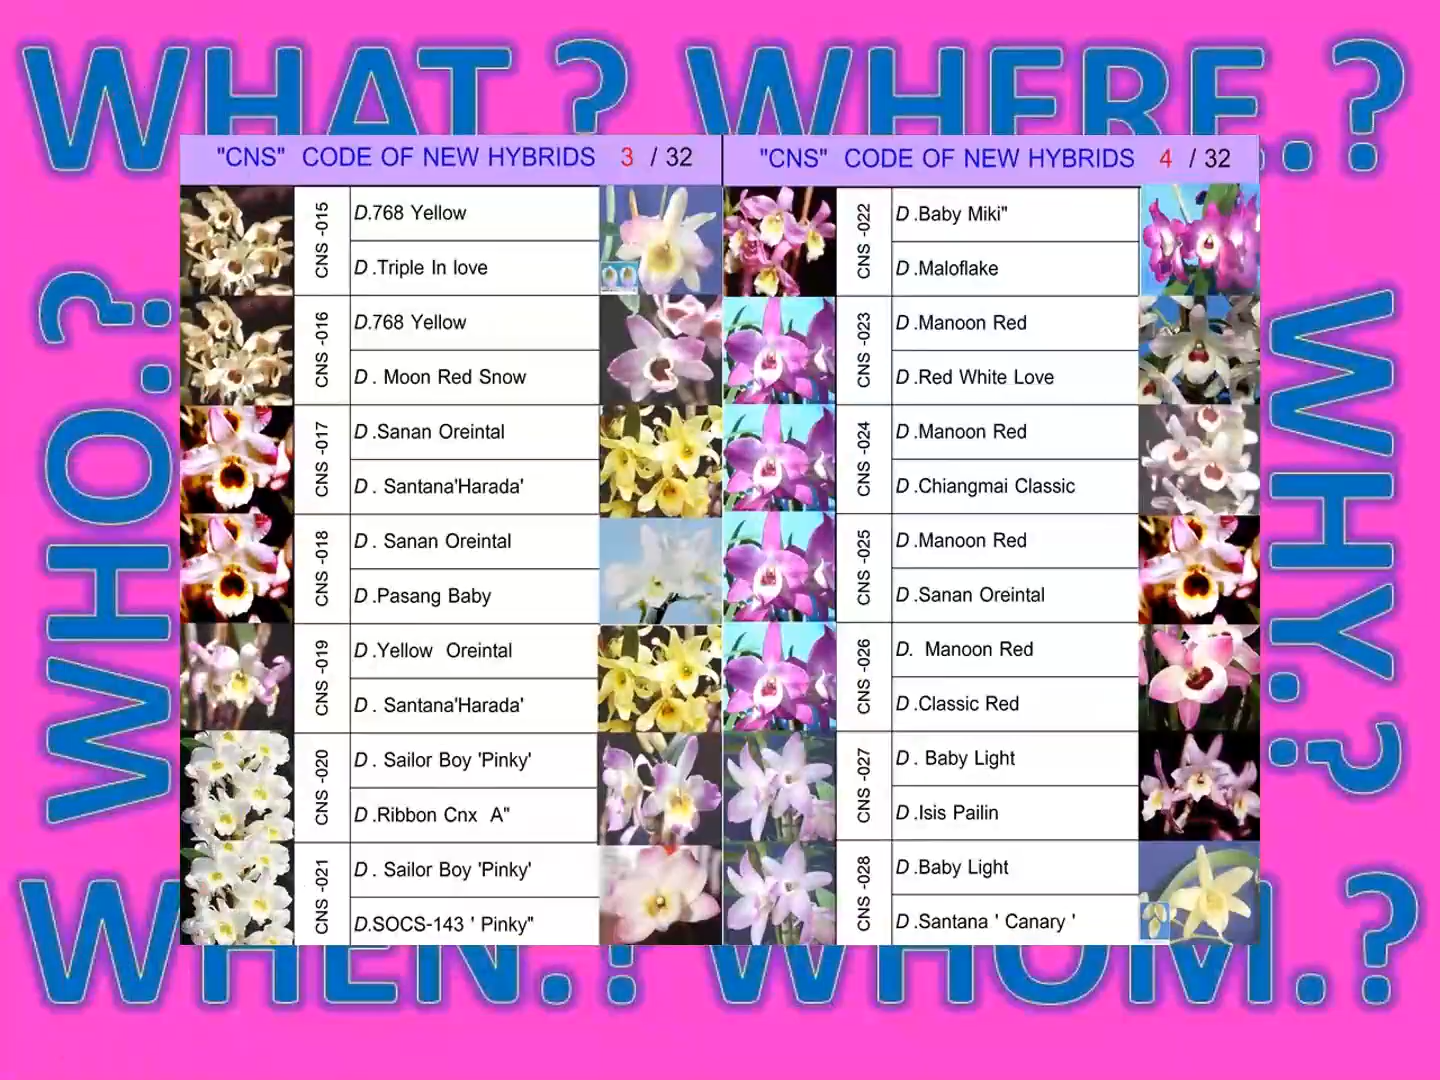 WHAT.? WHERE.?
WHO.?
"CNS" CODE OF NEW HYBRIDS 3 / 32
CNS -015
D.768 Yellow
D .Triple In love
CNS -016
D.768 Yellow
D . Moon Red Snow
CNS -017
D .Sanan Oreintal
D . Santana'Harada'
CNS -018
D . Sanan Oreintal
D .Pasang Baby
CNS -019
D .Yellow Oreintal
D . Santana'Harada'
CNS -020
D . Sailor Boy 'Pinky'
D .Ribbon Cnx A"
CNS -021
D . Sailor Boy 'Pinky'
D.SOCS-143 ' Pinky"
"CNS" CODE OF NEW HYBRIDS 4 / 32
CNS -022
D .Baby Miki"
D .Maloflake
CNS -023
D .Manoon Red
D .Red White Love
CNS -024
D .Manoon Red
D .Chiangmai Classic
CNS -025
D .Manoon Red
D .Sanan Oreintal
CNS -026
D. Manoon Red
D .Classic Red
CNS -027
D . Baby Light
D .Isis Pailin
CNS -028
D .Baby Light
D .Santana ' Canary '
WHY.?
WHEN.? WHOM.?